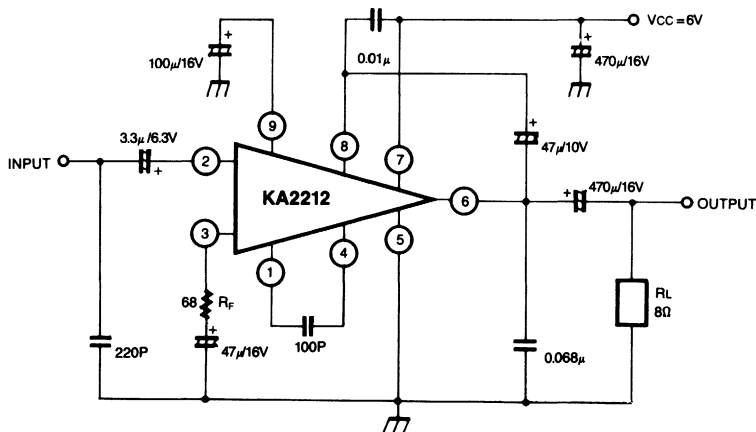 VCC = 6V
100μ/16V
0.01μ
470μ/16V
9
8
7
3.3μ/6.3V
47μ/10V
INPUT
2
KA2212
6
470μ/16V
OUTPUT
3
1
4
5
68 RF
RL
8Ω
220P
47μ/16V
100P
0.068μ